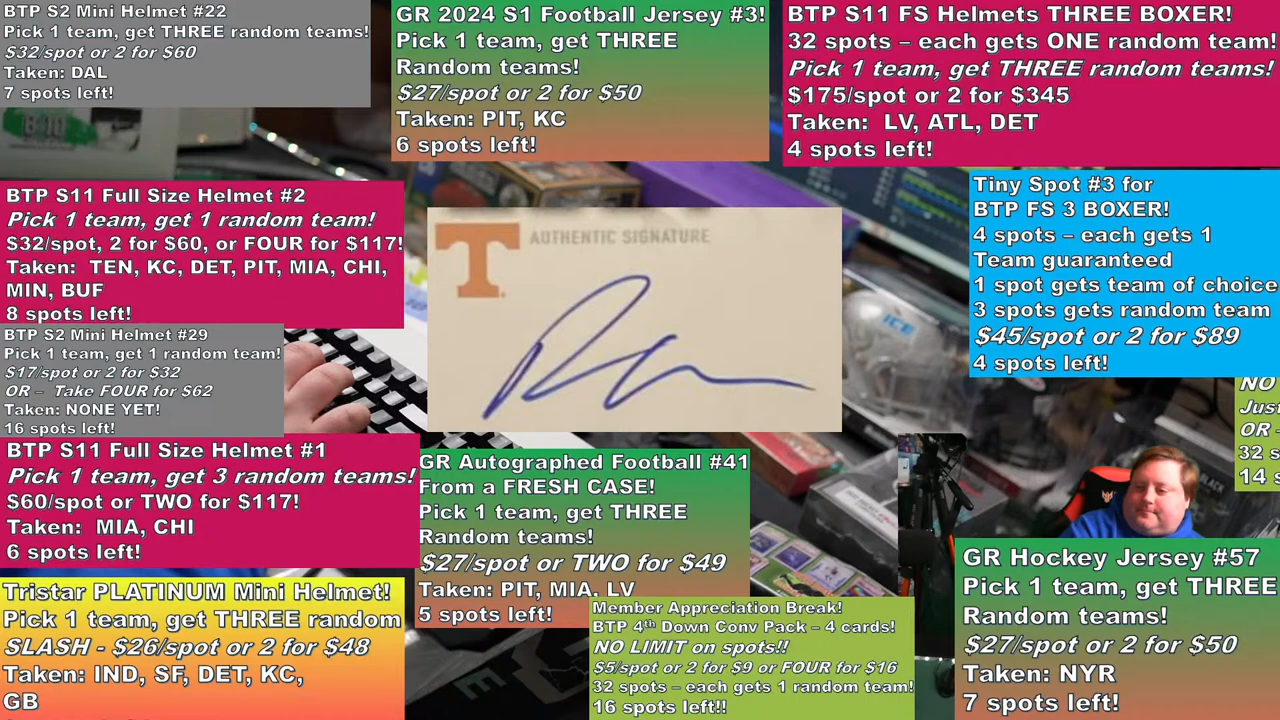 BTP S2 Mini Helmet #22
Pick 1 team, get THREE random teams!
$32/spot or 2 for $60
Taken: DAL
7 spots left!
GR 2024 S1 Football Jersey #3!
Pick 1 team, get THREE
Random teams!
$27/spot or 2 for $50
Taken: PIT, KC
6 spots left!
BTP S11 FS Helmets THREE BOXER!
32 spots – each gets ONE random team!
Pick 1 team, get THREE random teams!
$175/spot or 2 for $345
Taken: LV, ATL, DET
4 spots left!
BTP S11 Full Size Helmet #2
Pick 1 team, get 1 random team!
$32/spot, 2 for $60, or FOUR for $117!
Taken: TEN, KC, DET, PIT, MIA, CHI,
MIN, BUF
8 spots left!
T AUTHENTIC SIGNATURE
Tiny Spot #3 for
BTP FS 3 BOXER!
4 spots – each gets 1
Team guaranteed
1 spot gets team of choice
3 spots gets random team
$45/spot or 2 for $89
4 spots left!
ICE
BTP S2 Mini Helmet #29
Pick 1 team, get 1 random team!
$17/spot or 2 for $32
OR – Take FOUR for $62
Taken: NONE YET!
16 spots left!
NO
Just
OR -
32 s
14 s
BTP S11 Full Size Helmet #1
Pick 1 team, get 3 random teams!
$60/spot or TWO for $117!
Taken: MIA, CHI
6 spots left!
GR Autographed Football #41
From a FRESH CASE!
Pick 1 team, get THREE
Random teams!
$27/spot or TWO for $49
Taken: PIT, MIA, LV
5 spots left!
GR Hockey Jersey #57
Pick 1 team, get THREE
Random teams!
$27/spot or 2 for $50
Taken: NYR
7 spots left!
Tristar PLATINUM Mini Helmet!
Pick 1 team, get THREE random
SLASH - $26/spot or 2 for $48
Taken: IND, SF, DET, KC,
GB
Member Appreciation Break!
BTP 4th Down Conv Pack – 4 cards!
NO LIMIT on spots!!
$5/spot or 2 for $9 or FOUR for $16
32 spots – each gets 1 random team!
16 spots left!!